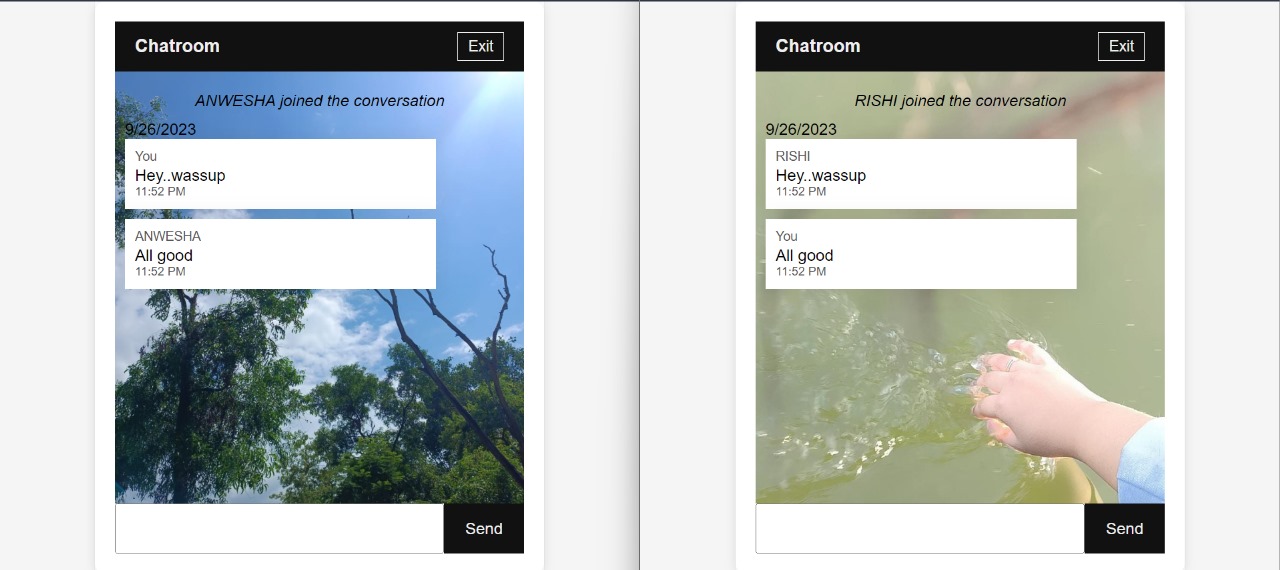 Chatroom
Exit
ANWESHA joined the conversation
9/26/2023
You
Hey..wassup
11:52 PM
ANWESHA
All good
11:52 PM
Send
Chatroom
Exit
RISHI joined the conversation
9/26/2023
RISHI
Hey..wassup
11:52 PM
You
All good
11:52 PM
Send